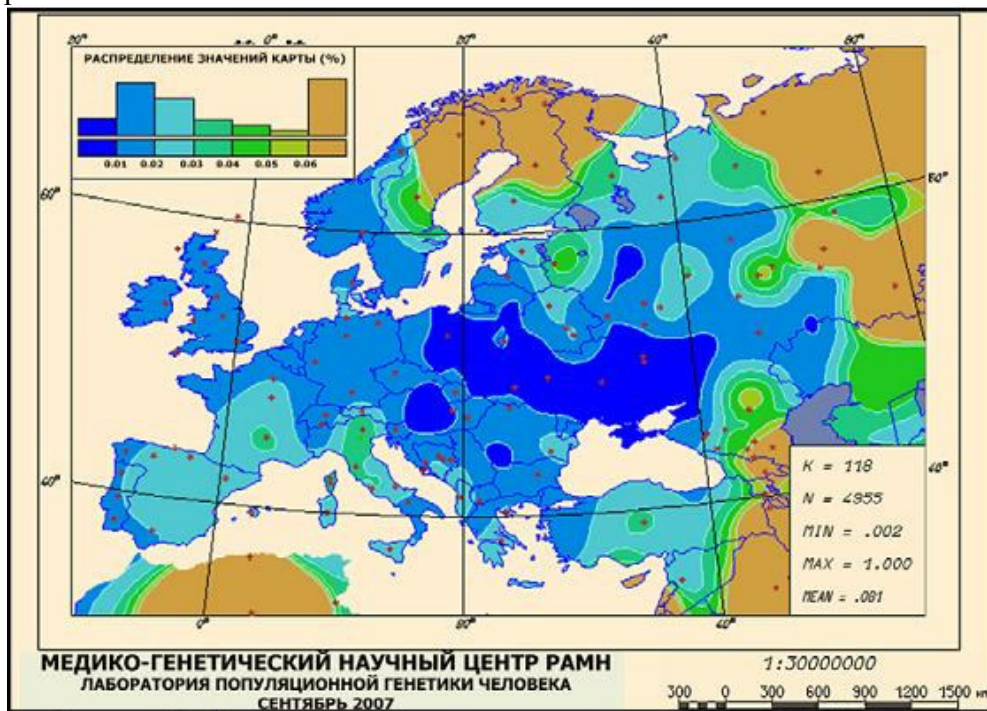 20° 0° 20° 40° 60°
РАСПРЕДЕЛЕНИЕ ЗНАЧЕНИЙ КАРТЫ (%)
0.01 0.02 0.03 0.04 0.05 0.06
60° 60°
40° 40°
K = 118
N = 4955
MIN = .002
MAX = 1.000
MEAN = .081
0° 20° 40°
МЕДИКО-ГЕНЕТИЧЕСКИЙ НАУЧНЫЙ ЦЕНТР РАМН
ЛАБОРАТОРИЯ ПОПУЛЯЦИОННОЙ ГЕНЕТИКИ ЧЕЛОВЕКА
СЕНТЯБРЬ 2007
1:30000000
300 0 300 600 900 1200 1500